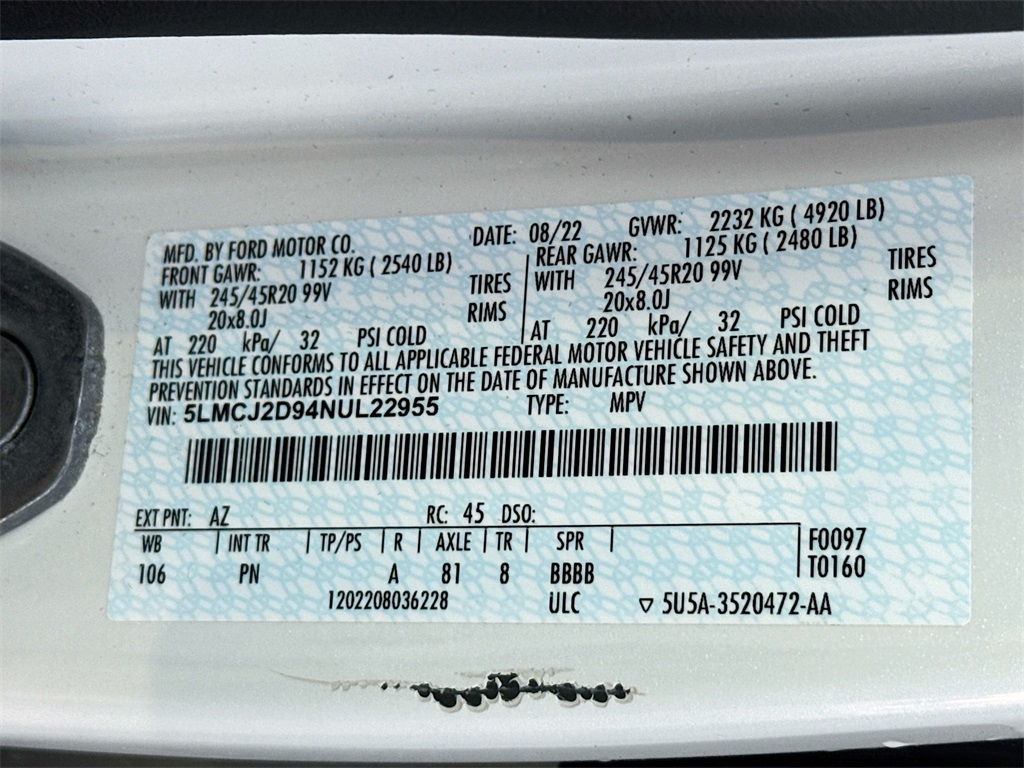 MFD. BY FORD MOTOR CO. DATE: 08/22 GVWR: 2232 KG ( 4920 LB)
FRONT GAWR: 1152 KG ( 2540 LB) REAR GAWR: 1125 KG ( 2480 LB)
WITH 245/45R20 99V TIRES WITH 245/45R20 99V TIRES
20x8.0J RIMS 20x8.0J RIMS
AT 220 kPa/ 32 PSI COLD AT 220 kPa/ 32 PSI COLD
THIS VEHICLE CONFORMS TO ALL APPLICABLE FEDERAL MOTOR VEHICLE SAFETY AND THEFT
PREVENTION STANDARDS IN EFFECT ON THE DATE OF MANUFACTURE SHOWN ABOVE.
VIN: 5LMCJ2D94NUL22955 TYPE: MPV
EXT PNT: AZ RC: 45 DSO:
WB INT TR TP/PS R AXLE TR SPR F0097
106 PN A 81 8 BBBB T0160
1202208036228 ULC ▽ 5U5A-3520472-AA